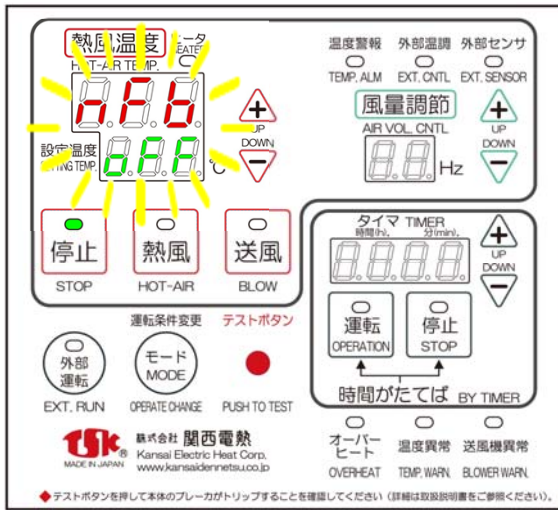 熱風温度 ヒータ
HOT-AIR TEMP. HEATER
nFb
設定温度
SETTING TEMP.
oFF ℃
+
UP
DOWN
−
温度警報 外部温調 外部センサ
TEMP, ALM EXT. CNTL EXT. SENSOR
風量調節
AIR VOL. CNTL
Hz
+
UP
DOWN
−
停止 熱風 送風
STOP HOT-AIR BLOW
タイマ TIMER
時間(h). 分(min).
+
UP
DOWN
−
運転 停止
OPERATION STOP
時間がたてば BY TIMER
運転条件変更 テストボタン
外部
運転
モード
MODE
EXT. RUN OPERATE CHANGE PUSH TO TEST
オーバー
ヒート 温度異常 送風機異常
OVERHEAT TEMP, WARN. BLOWER WARN.
TSK®
MADE IN JAPAN
株式会社 関西電熱
Kansai Electric Heat Corp.
www.kansaidennetsu.co.jp
◆テストボタンを押して本体のブレーカがトリップすることを確認してください（詳細は取扱説明書をご参照ください）。